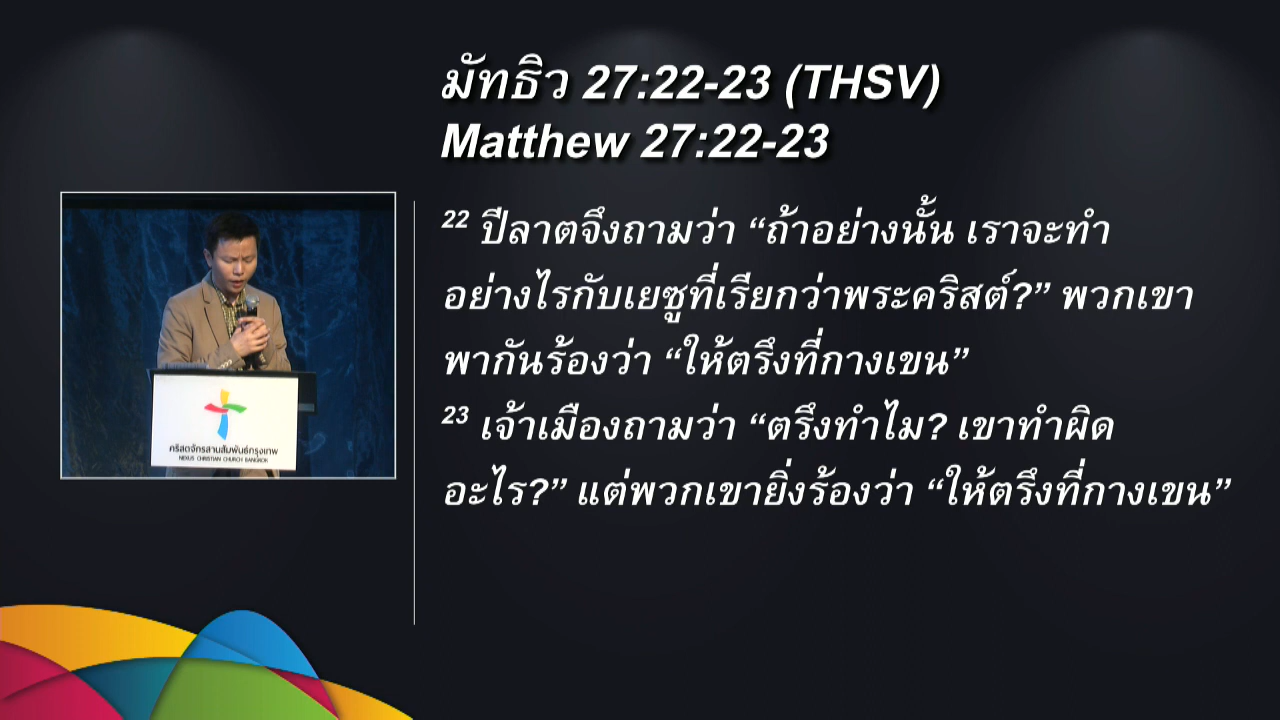 มัทธิว 27:22-23 (THSV)
Matthew 27:22-23
22 ปีลาตจึงถามว่า “ถ้าอย่างนั้น เราจะทำ
อย่างไรกับเยซูที่เรียกว่าพระคริสต์?” พวกเขา
พากันร้องว่า “ให้ตรึงที่กางเขน”
23 เจ้าเมืองถามว่า “ตรึงทำไม? เขาทำผิด
อะไร?” แต่พวกเขายิ่งร้องว่า “ให้ตรึงที่กางเขน”
คริสตจักรสานสัมพันธ์กรุงเทพ
NEXUS CHRISTIAN CHURCH BANGKOK